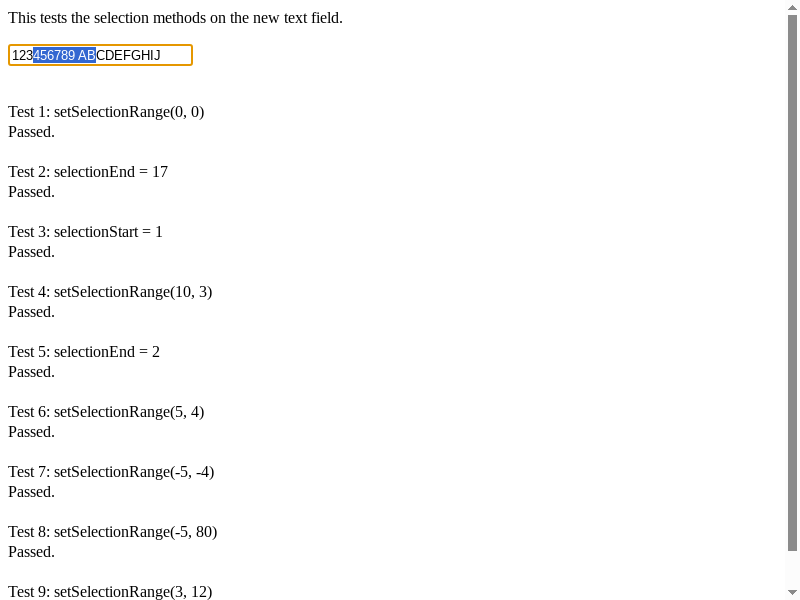 This tests the selection methods on the new text field.
123456789 ABCDEFGHIJ
Test 1: setSelectionRange(0, 0)
Passed.
Test 2: selectionEnd = 17
Passed.
Test 3: selectionStart = 1
Passed.
Test 4: setSelectionRange(10, 3)
Passed.
Test 5: selectionEnd = 2
Passed.
Test 6: setSelectionRange(5, 4)
Passed.
Test 7: setSelectionRange(-5, -4)
Passed.
Test 8: setSelectionRange(-5, 80)
Passed.
Test 9: setSelectionRange(3, 12)